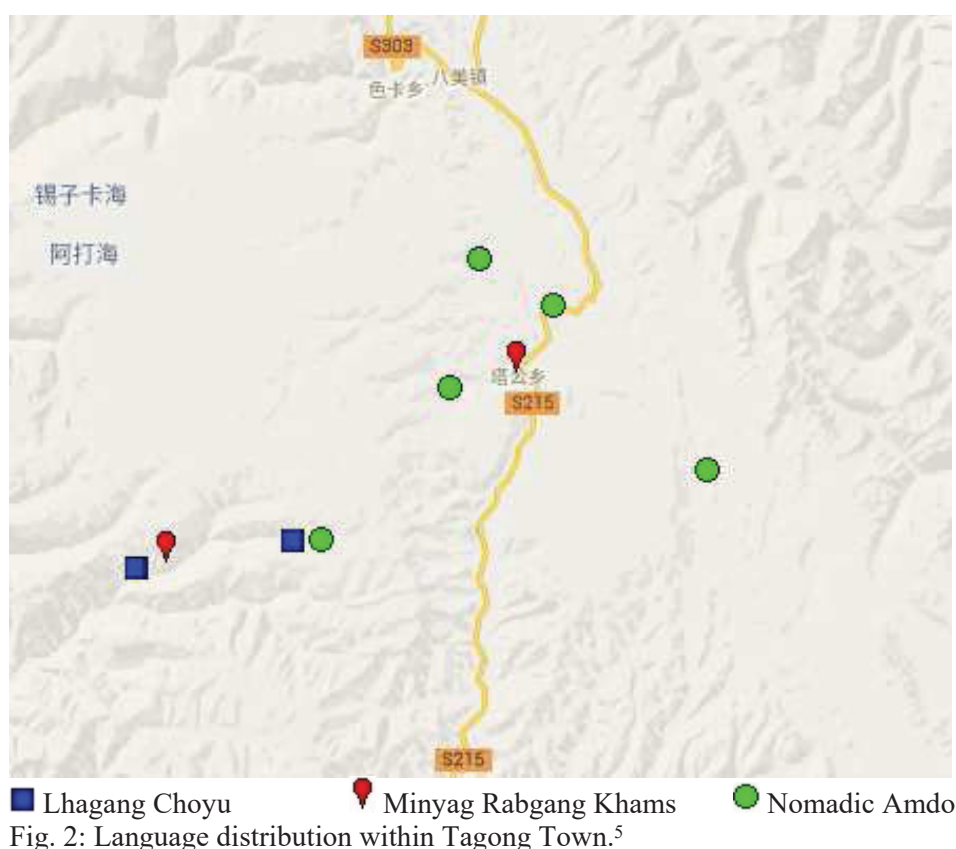 S303
八美镇
色卡乡
锡子卡海
阿打海
塔公乡
S215
S215
Lhagang Choyu Minyag Rabgang Khams Nomadic Amdo
Fig. 2: Language distribution within Tagong Town.5